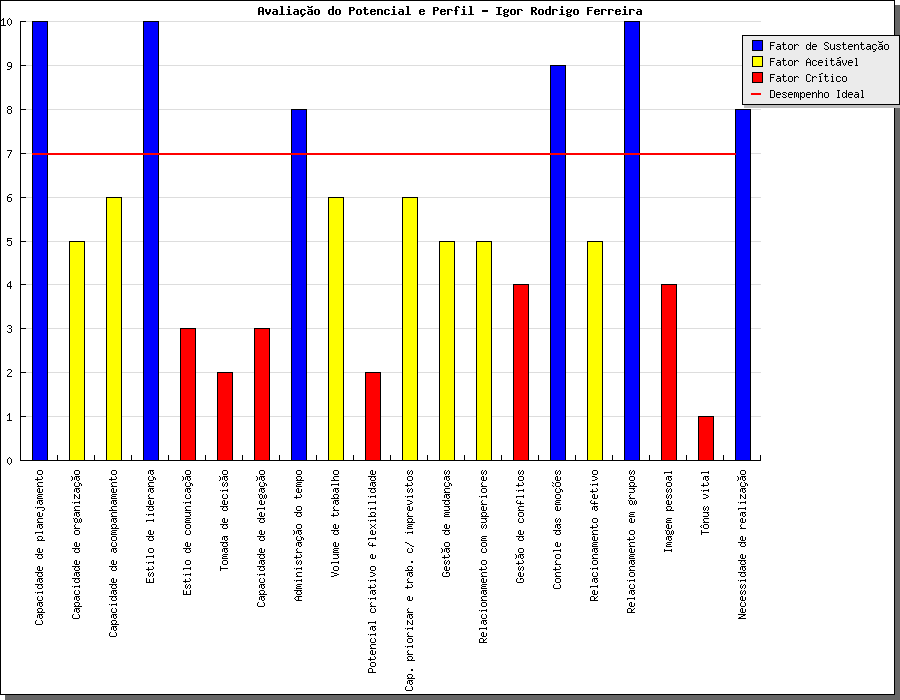 Avaliação do Potencial e Perfil - Igor Rodrigo Ferreira
Fator de Sustentação
Fator Aceitável
Fator Crítico
Desempenho Ideal
10
9
8
7
6
5
4
3
2
1
0
Capacidade de planejamento
Capacidade de organização
Capacidade de acompanhamento
Estilo de liderança
Estilo de comunicação
Tomada de decisão
Capacidade de delegação
Administração do tempo
Volume de trabalho
Potencial criativo e flexibilidade
Cap. priorizar e trab. c/ imprevistos
Gestão de mudanças
Relacionamento com superiores
Gestão de conflitos
Controle das emoções
Relacionamento afetivo
Relacionamento em grupos
Imagem pessoal
Tônus vital
Necessidade de realização